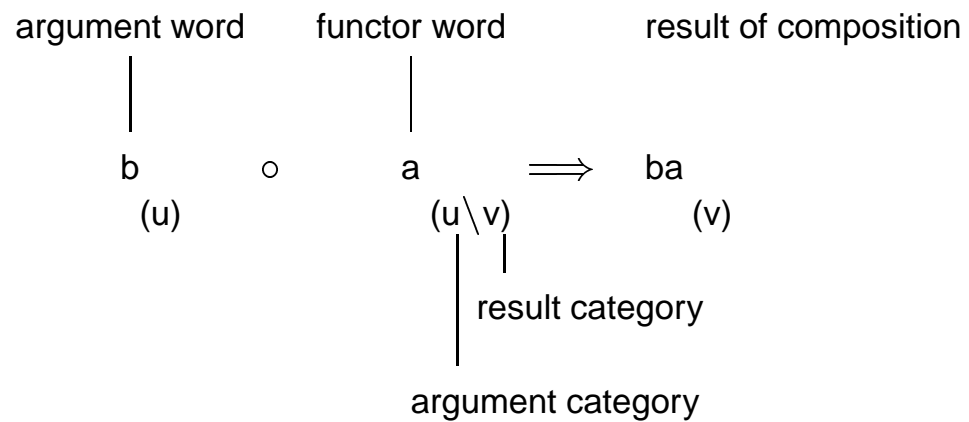 argument word functor word result of composition
b ∘ a ⟹ ba
(u) (u\v) (v)
result category
argument category